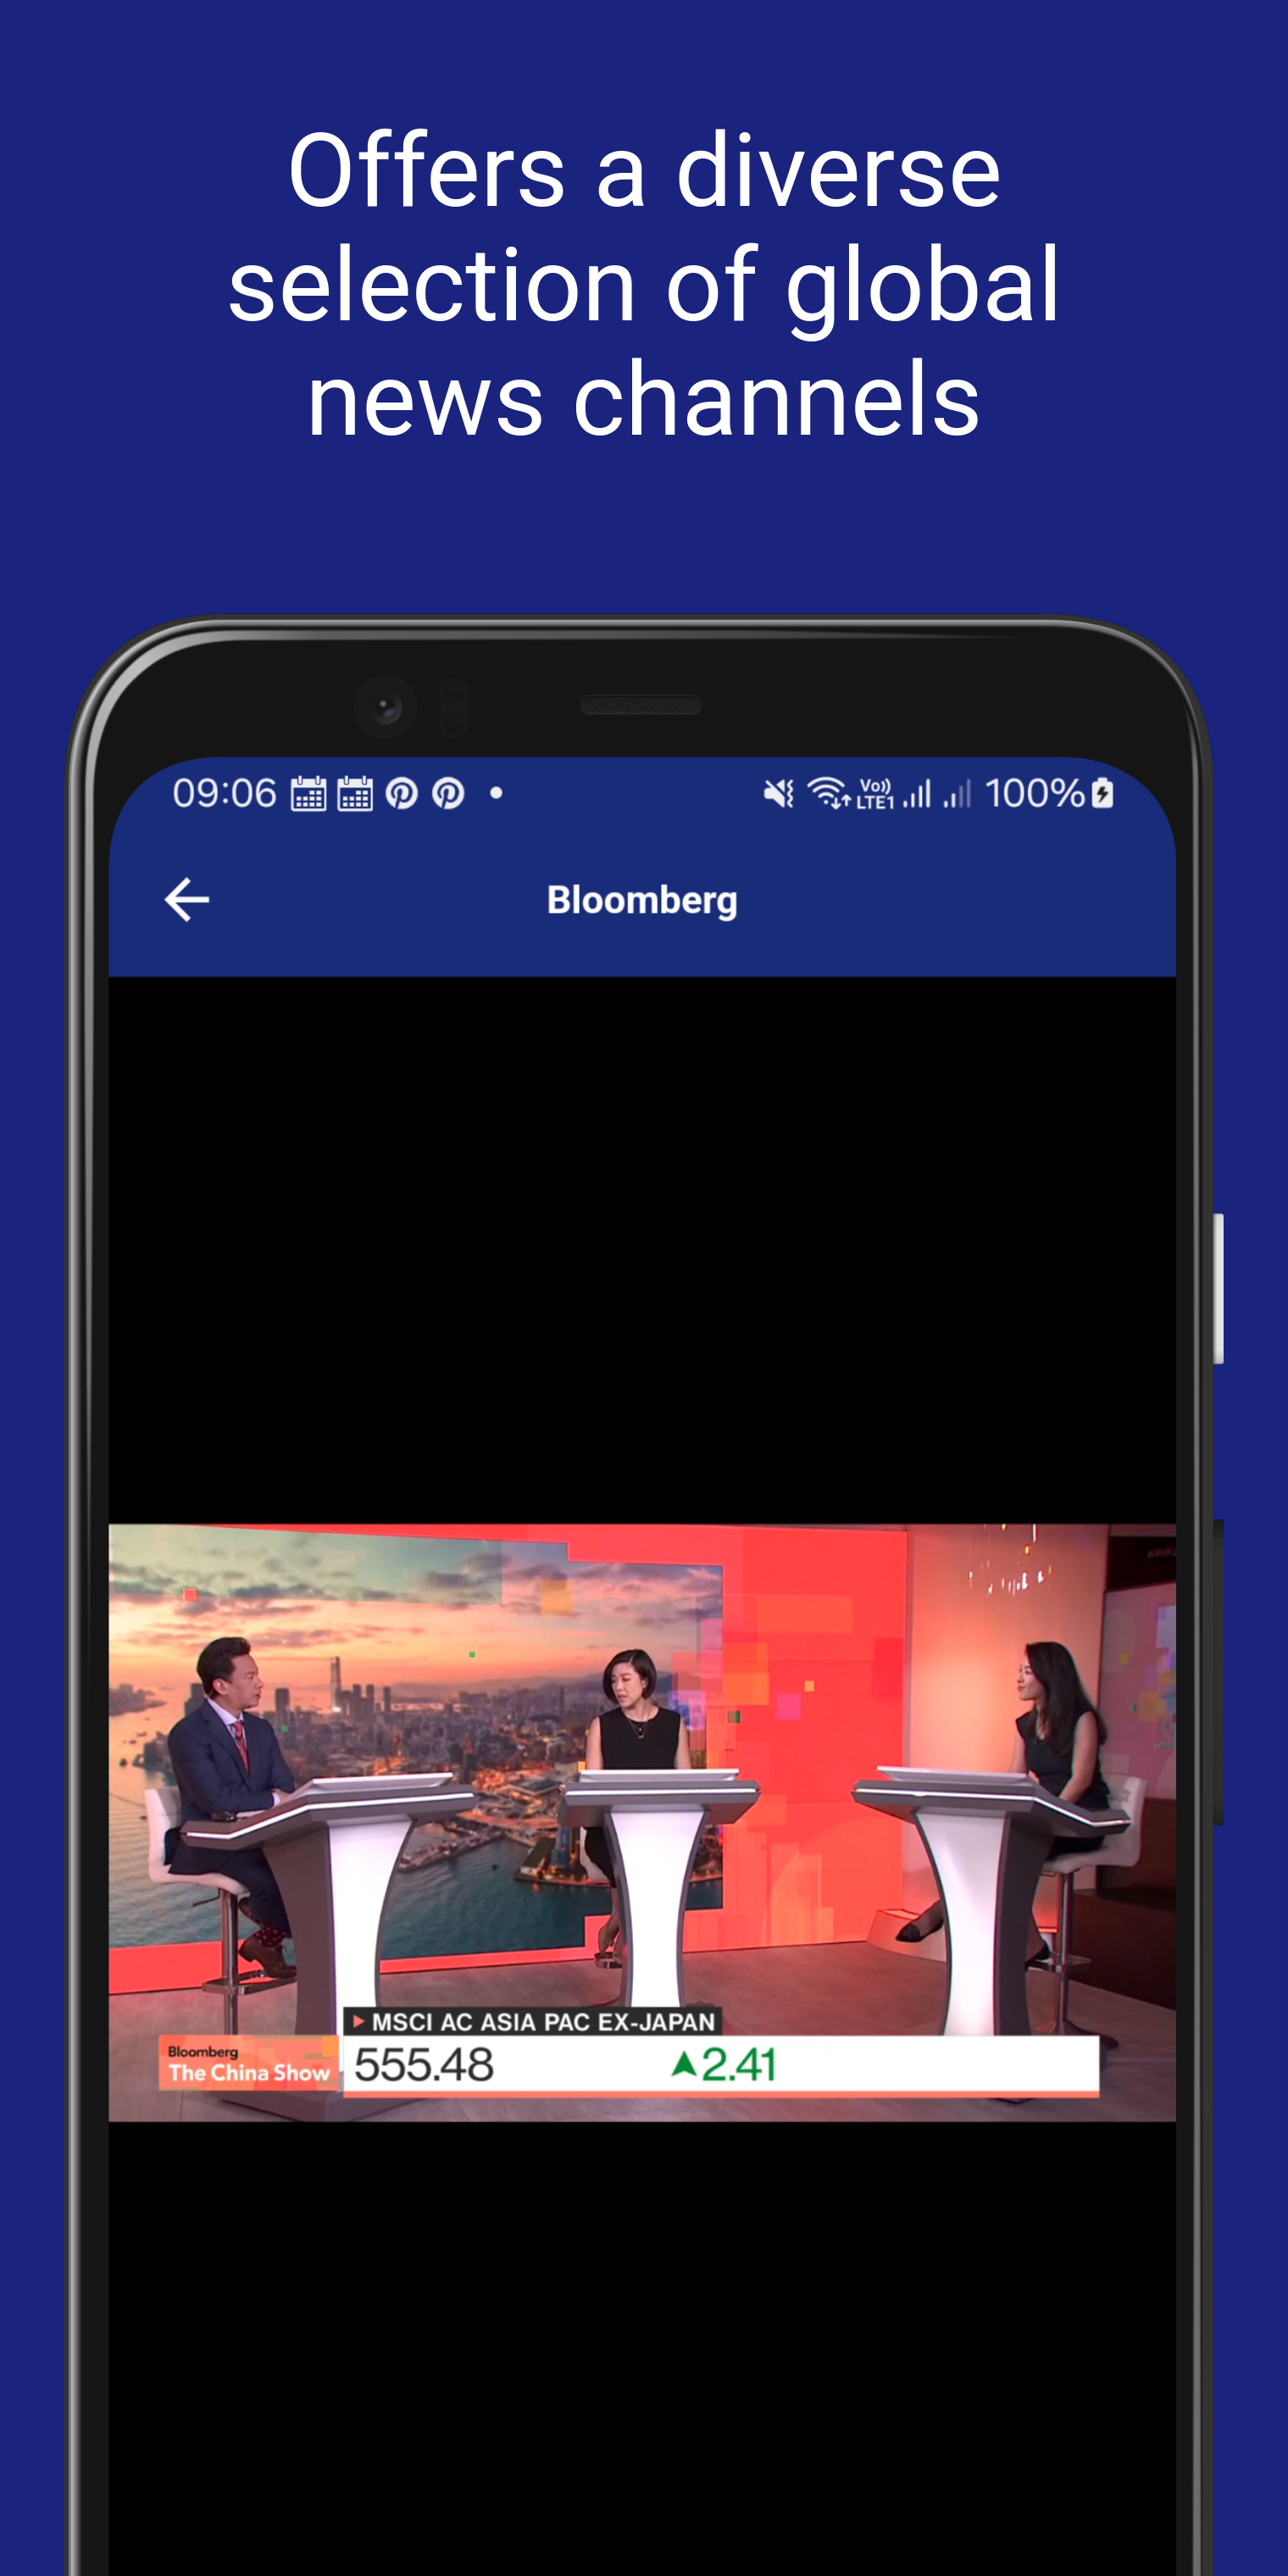 Offers a diverse
selection of global
news channels
09:06 Vo)) LTE1 100%
Bloomberg
MSCI AC ASIA PAC EX-JAPAN
Bloomberg
The China Show
555.48 ▲2.41